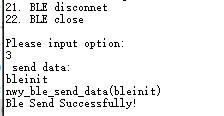 21. BLE disconnet
22. BLE close
Please input option:
3
send data:
bleinit
nwy_ble_send_data(bleinit)
Ble Send Successfully!